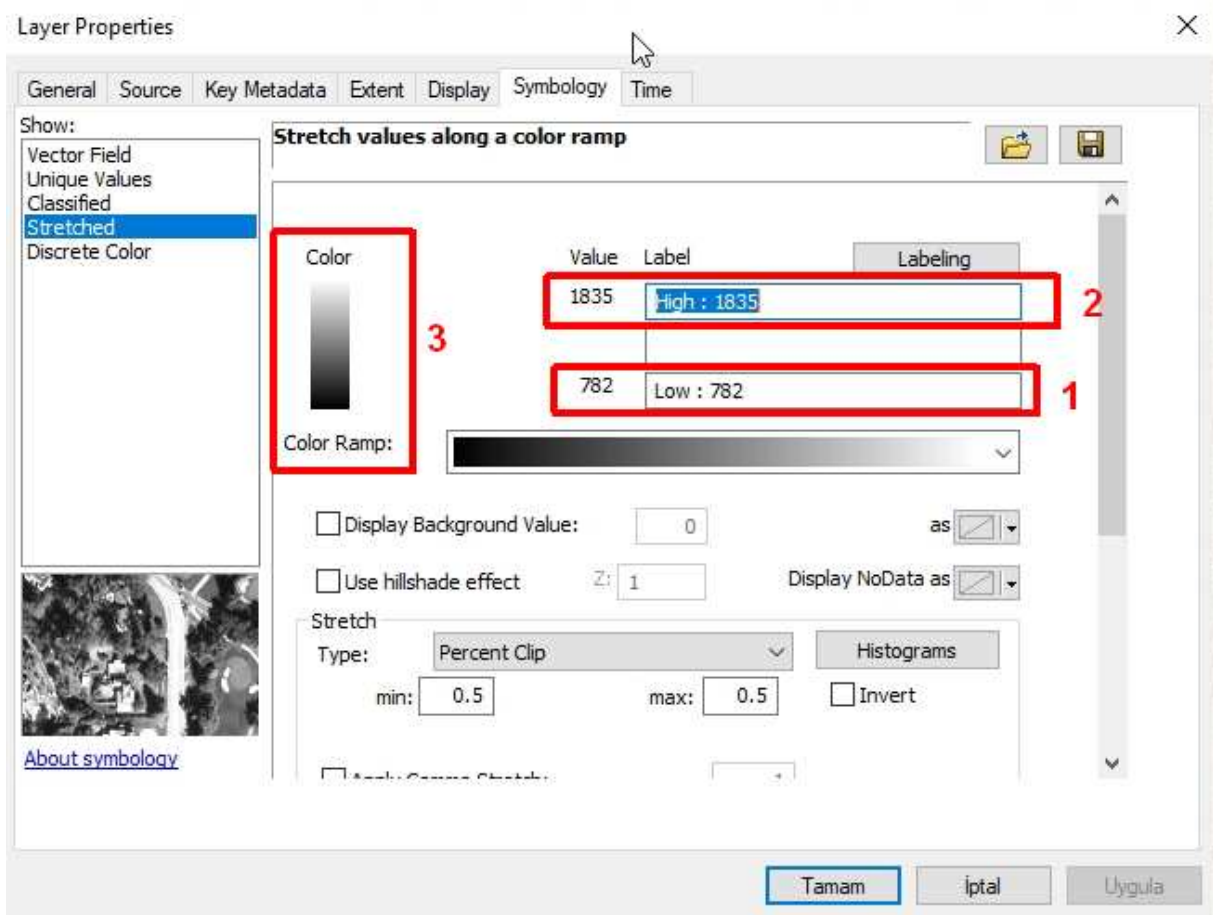 Layer Properties
General Source Key Metadata Extent Display Symbology Time
Show:
Vector Field
Unique Values
Classified
Stretched
Discrete Color
About symbology
Stretch values along a color ramp
Color Value Label Labeling
1835 High : 1835 2
3
782 Low : 782 1
Color Ramp:
Display Background Value: 0 as
Use hillshade effect Z: 1 Display NoData as
Stretch
Type: Percent Clip Histograms
min: 0.5 max: 0.5 Invert
Tamam İptal Uygula